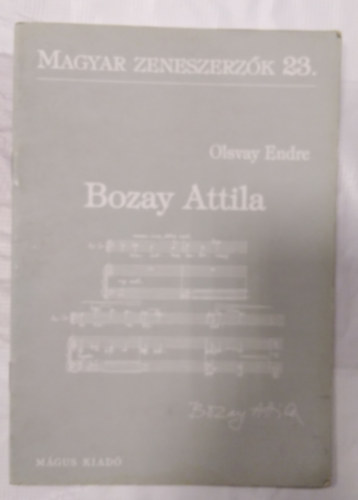 MAGYAR ZENESZERZŐK 23.
Olsvay Endre
Bozay Attila
Bozay Attila
MÁGUS KIADÓ